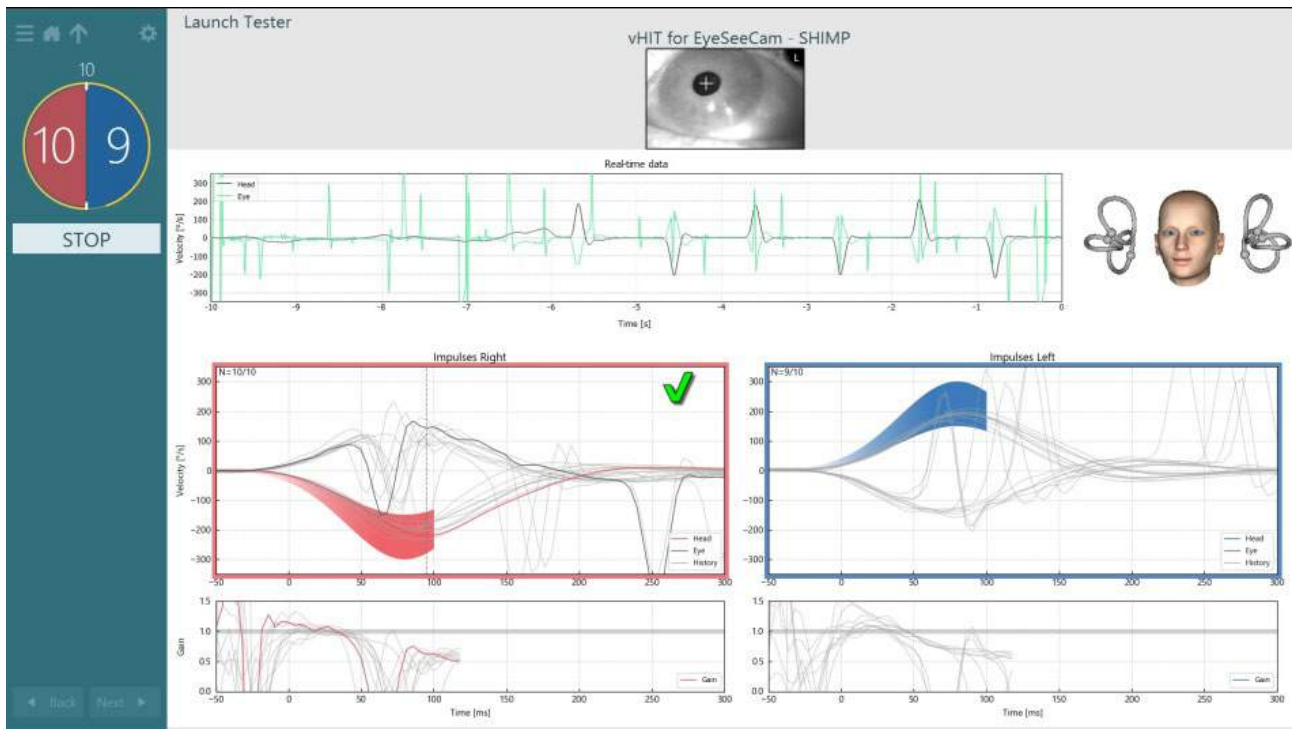 Launch Tester
vHIT for EyeSeeCam - SHIMP
L
10
10 9
STOP
Real-time data
Head
Eye
Velocity [°/s]
300
200
100
0
-100
-200
-300
-10 -9 -8 -7 -6 -5 -4 -3 -2 -1 0
Time [s]
Impulses Right
N=10/10
Velocity [°/s]
300
200
100
0
-100
-200
-300
Head
Eye
History
-50 0 50 100 150 200 250 300
Impulses Left
N=9/10
300
200
100
0
-100
-200
-300
Head
Eye
History
-50 0 50 100 150 200 250 300
Gain
1.5
1.0
0.5
0.0
Gain
-50 0 50 100 150 200 250 300
Time [ms]
1.5
1.0
0.5
0.0
Gain
-50 0 50 100 150 200 250 300
Time [ms]
Back Next